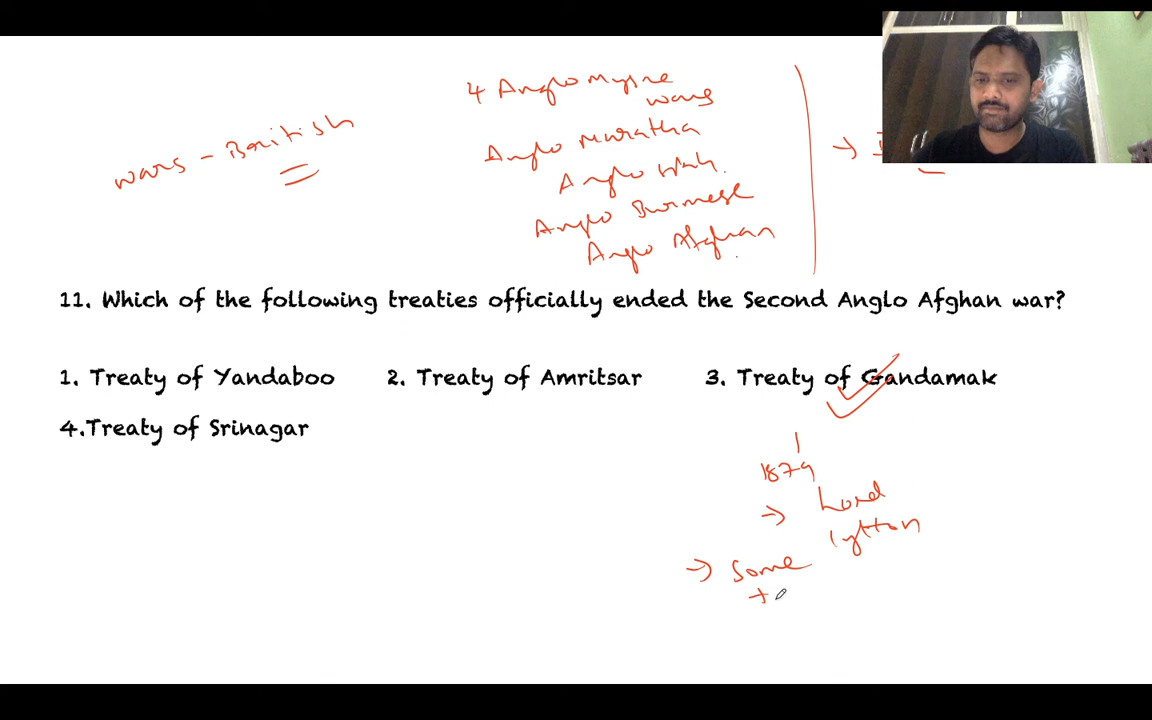 4 Anglo Mysore
wars
wars - British
Anglo Maratha
Anglo
Anglo Burmese
Anglo Afghan
11. Which of the following treaties officially ended the Second Anglo Afghan war?
1. Treaty of Yandaboo 2. Treaty of Amritsar 3. Treaty of Gandamak
4.Treaty of Srinagar
1879
→ Lord
lytton
→ Some